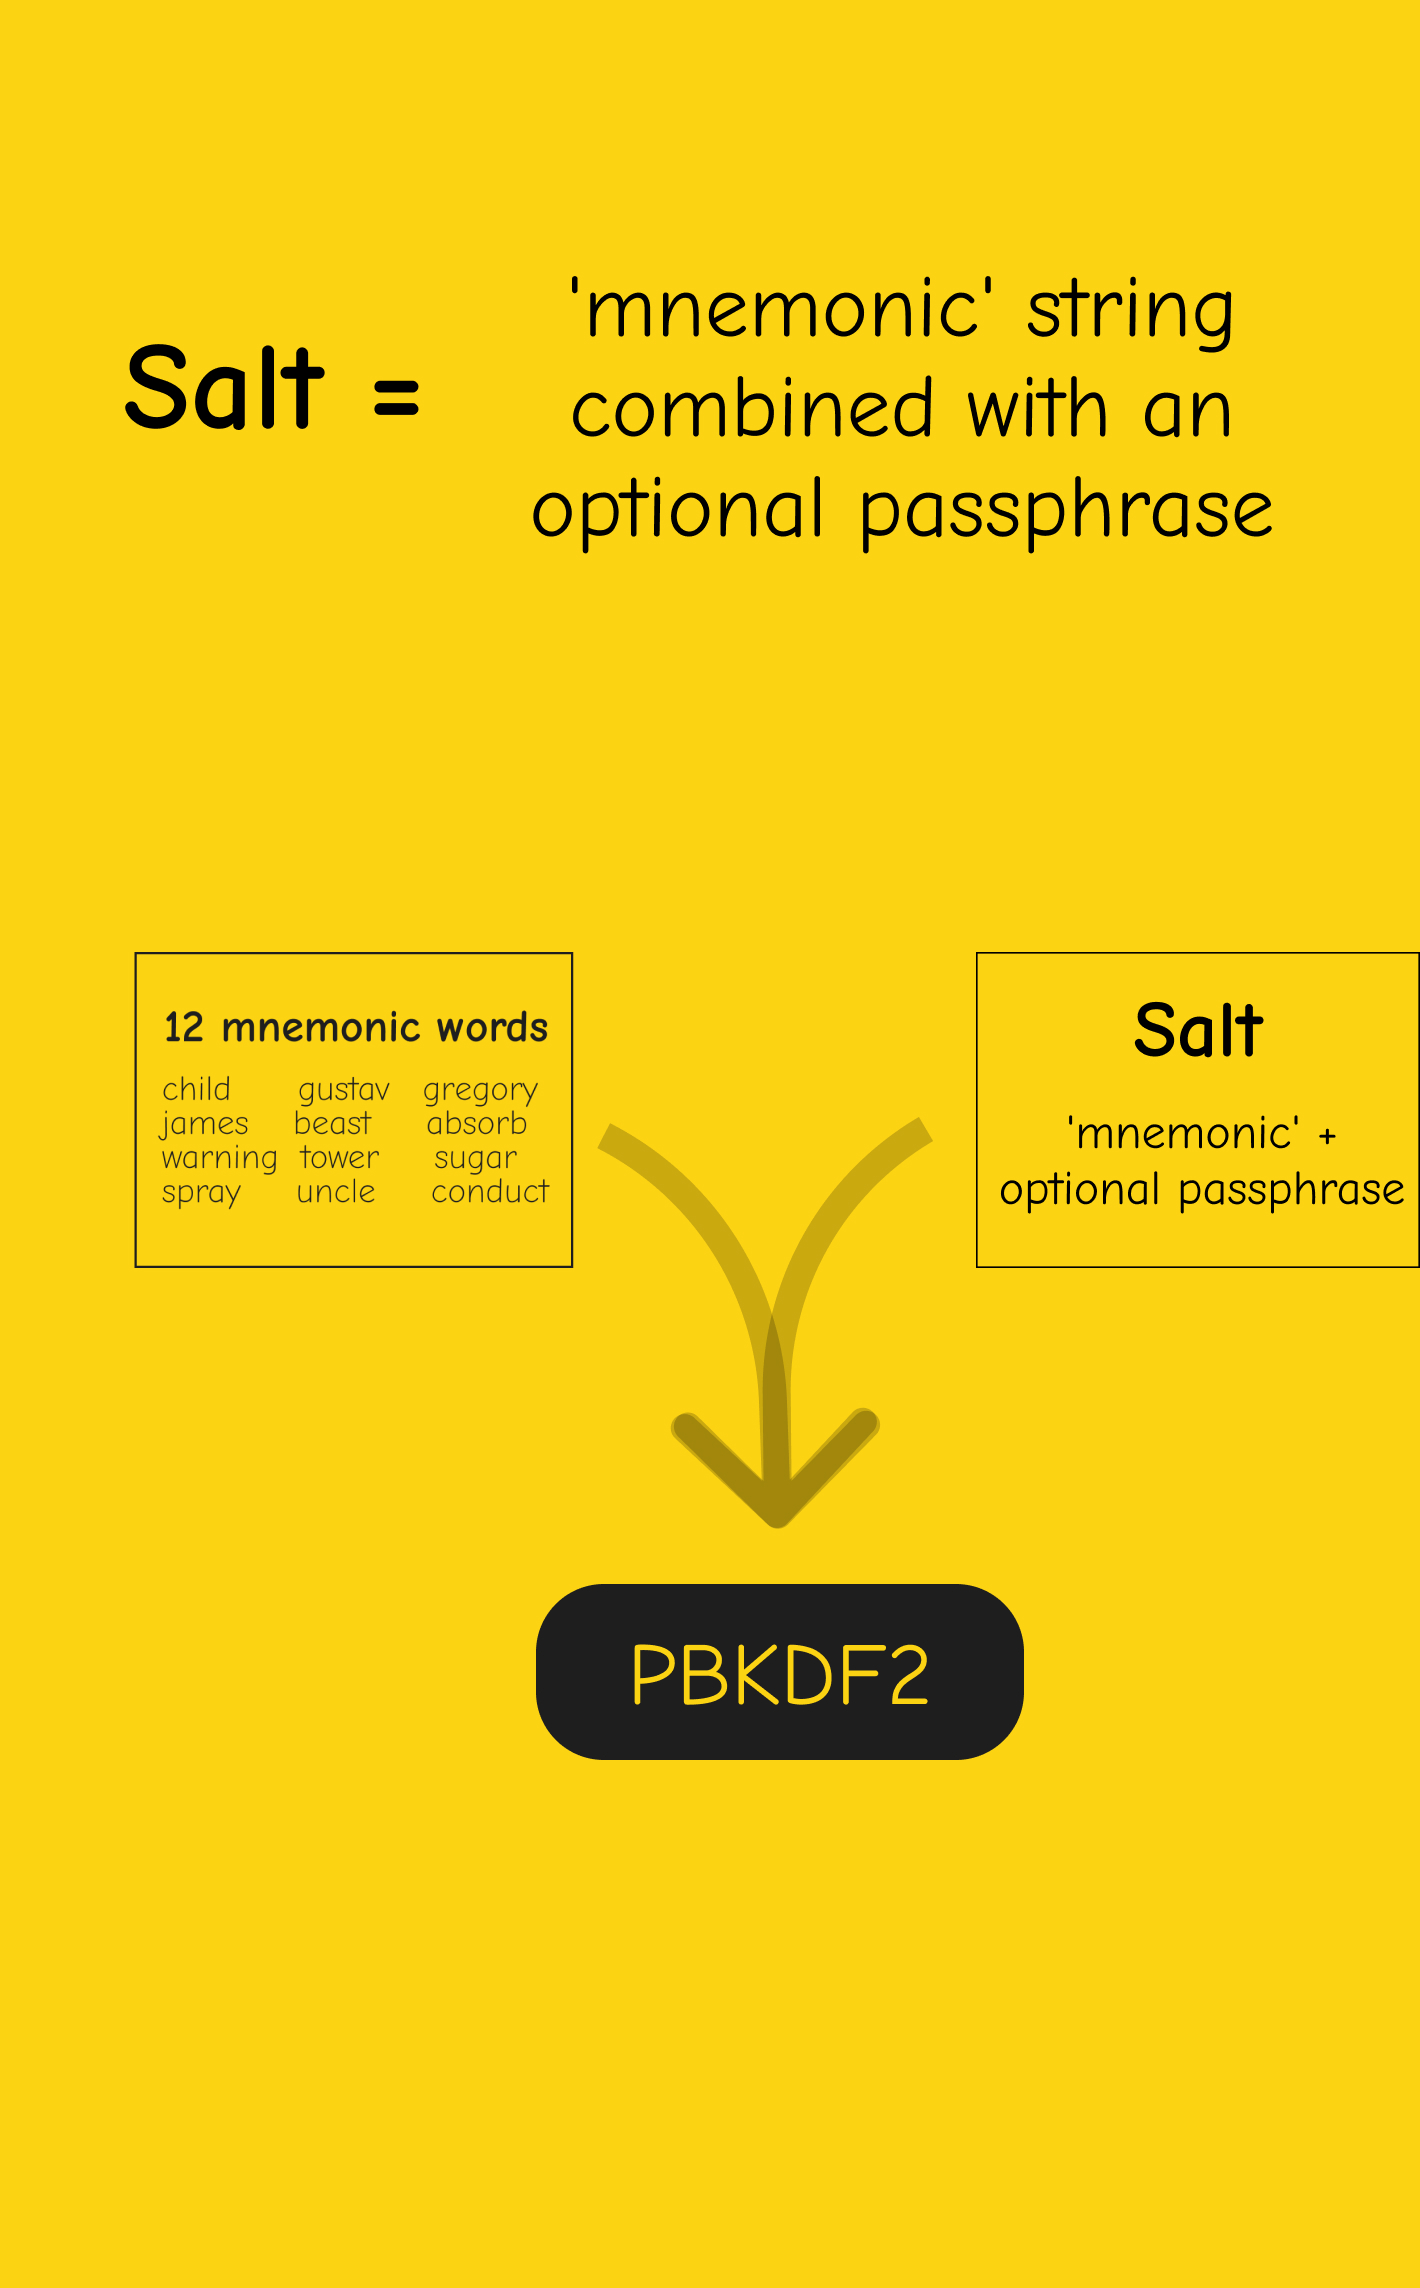 Salt =
'mnemonic' string
combined with an
optional passphrase
12 mnemonic words
child gustav gregory
james beast absorb
warning tower sugar
spray uncle conduct
Salt
'mnemonic' +
optional passphrase
PBKDF2